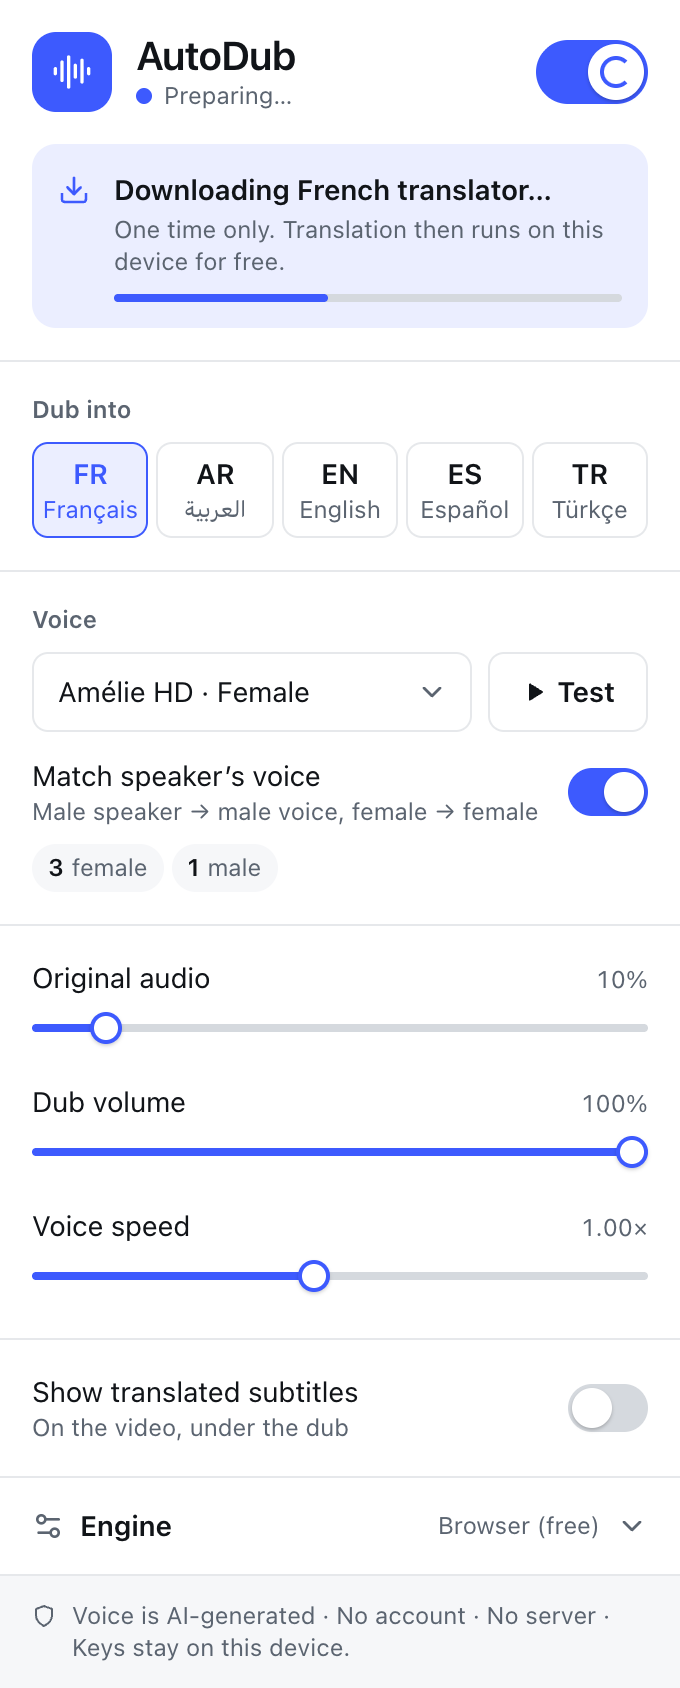 AutoDub
Preparing...
Downloading French translator...
One time only. Translation then runs on this
device for free.
Dub into
FR
Français
AR
العربية
EN
English
ES
Español
TR
Türkçe
Voice
Amélie HD · Female
Test
Match speaker’s voice
Male speaker → male voice, female → female
3 female
1 male
Original audio
10%
Dub volume
100%
Voice speed
1.00×
Show translated subtitles
On the video, under the dub
Engine
Browser (free)
Voice is AI-generated · No account · No server ·
Keys stay on this device.